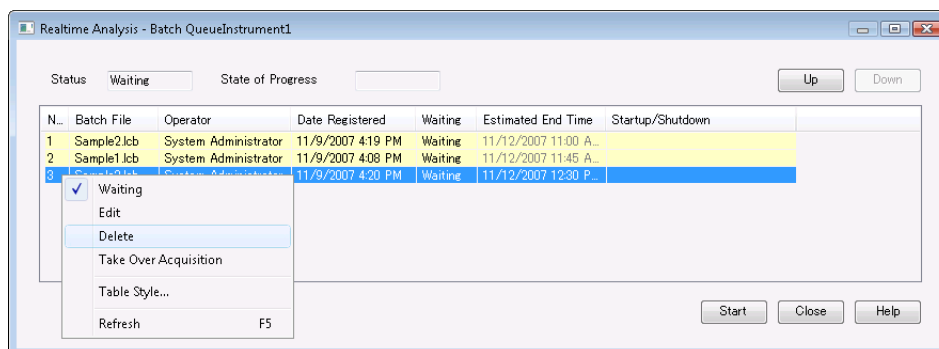 Realtime Analysis - Batch QueueInstrument1
Status Waiting State of Progress Up Down
N... Batch File Operator Date Registered Waiting Estimated End Time Startup/Shutdown
1 Sample2.lcb System Administrator 11/9/2007 4:19 PM Waiting 11/12/2007 11:00 A...
2 Sample1.lcb System Administrator 11/9/2007 4:08 PM Waiting 11/12/2007 11:45 A...
3 System Administrator 11/9/2007 4:20 PM Waiting 11/12/2007 12:30 P...
Waiting
Edit
Delete
Take Over Acquisition
Table Style...
Refresh F5
Start Close Help